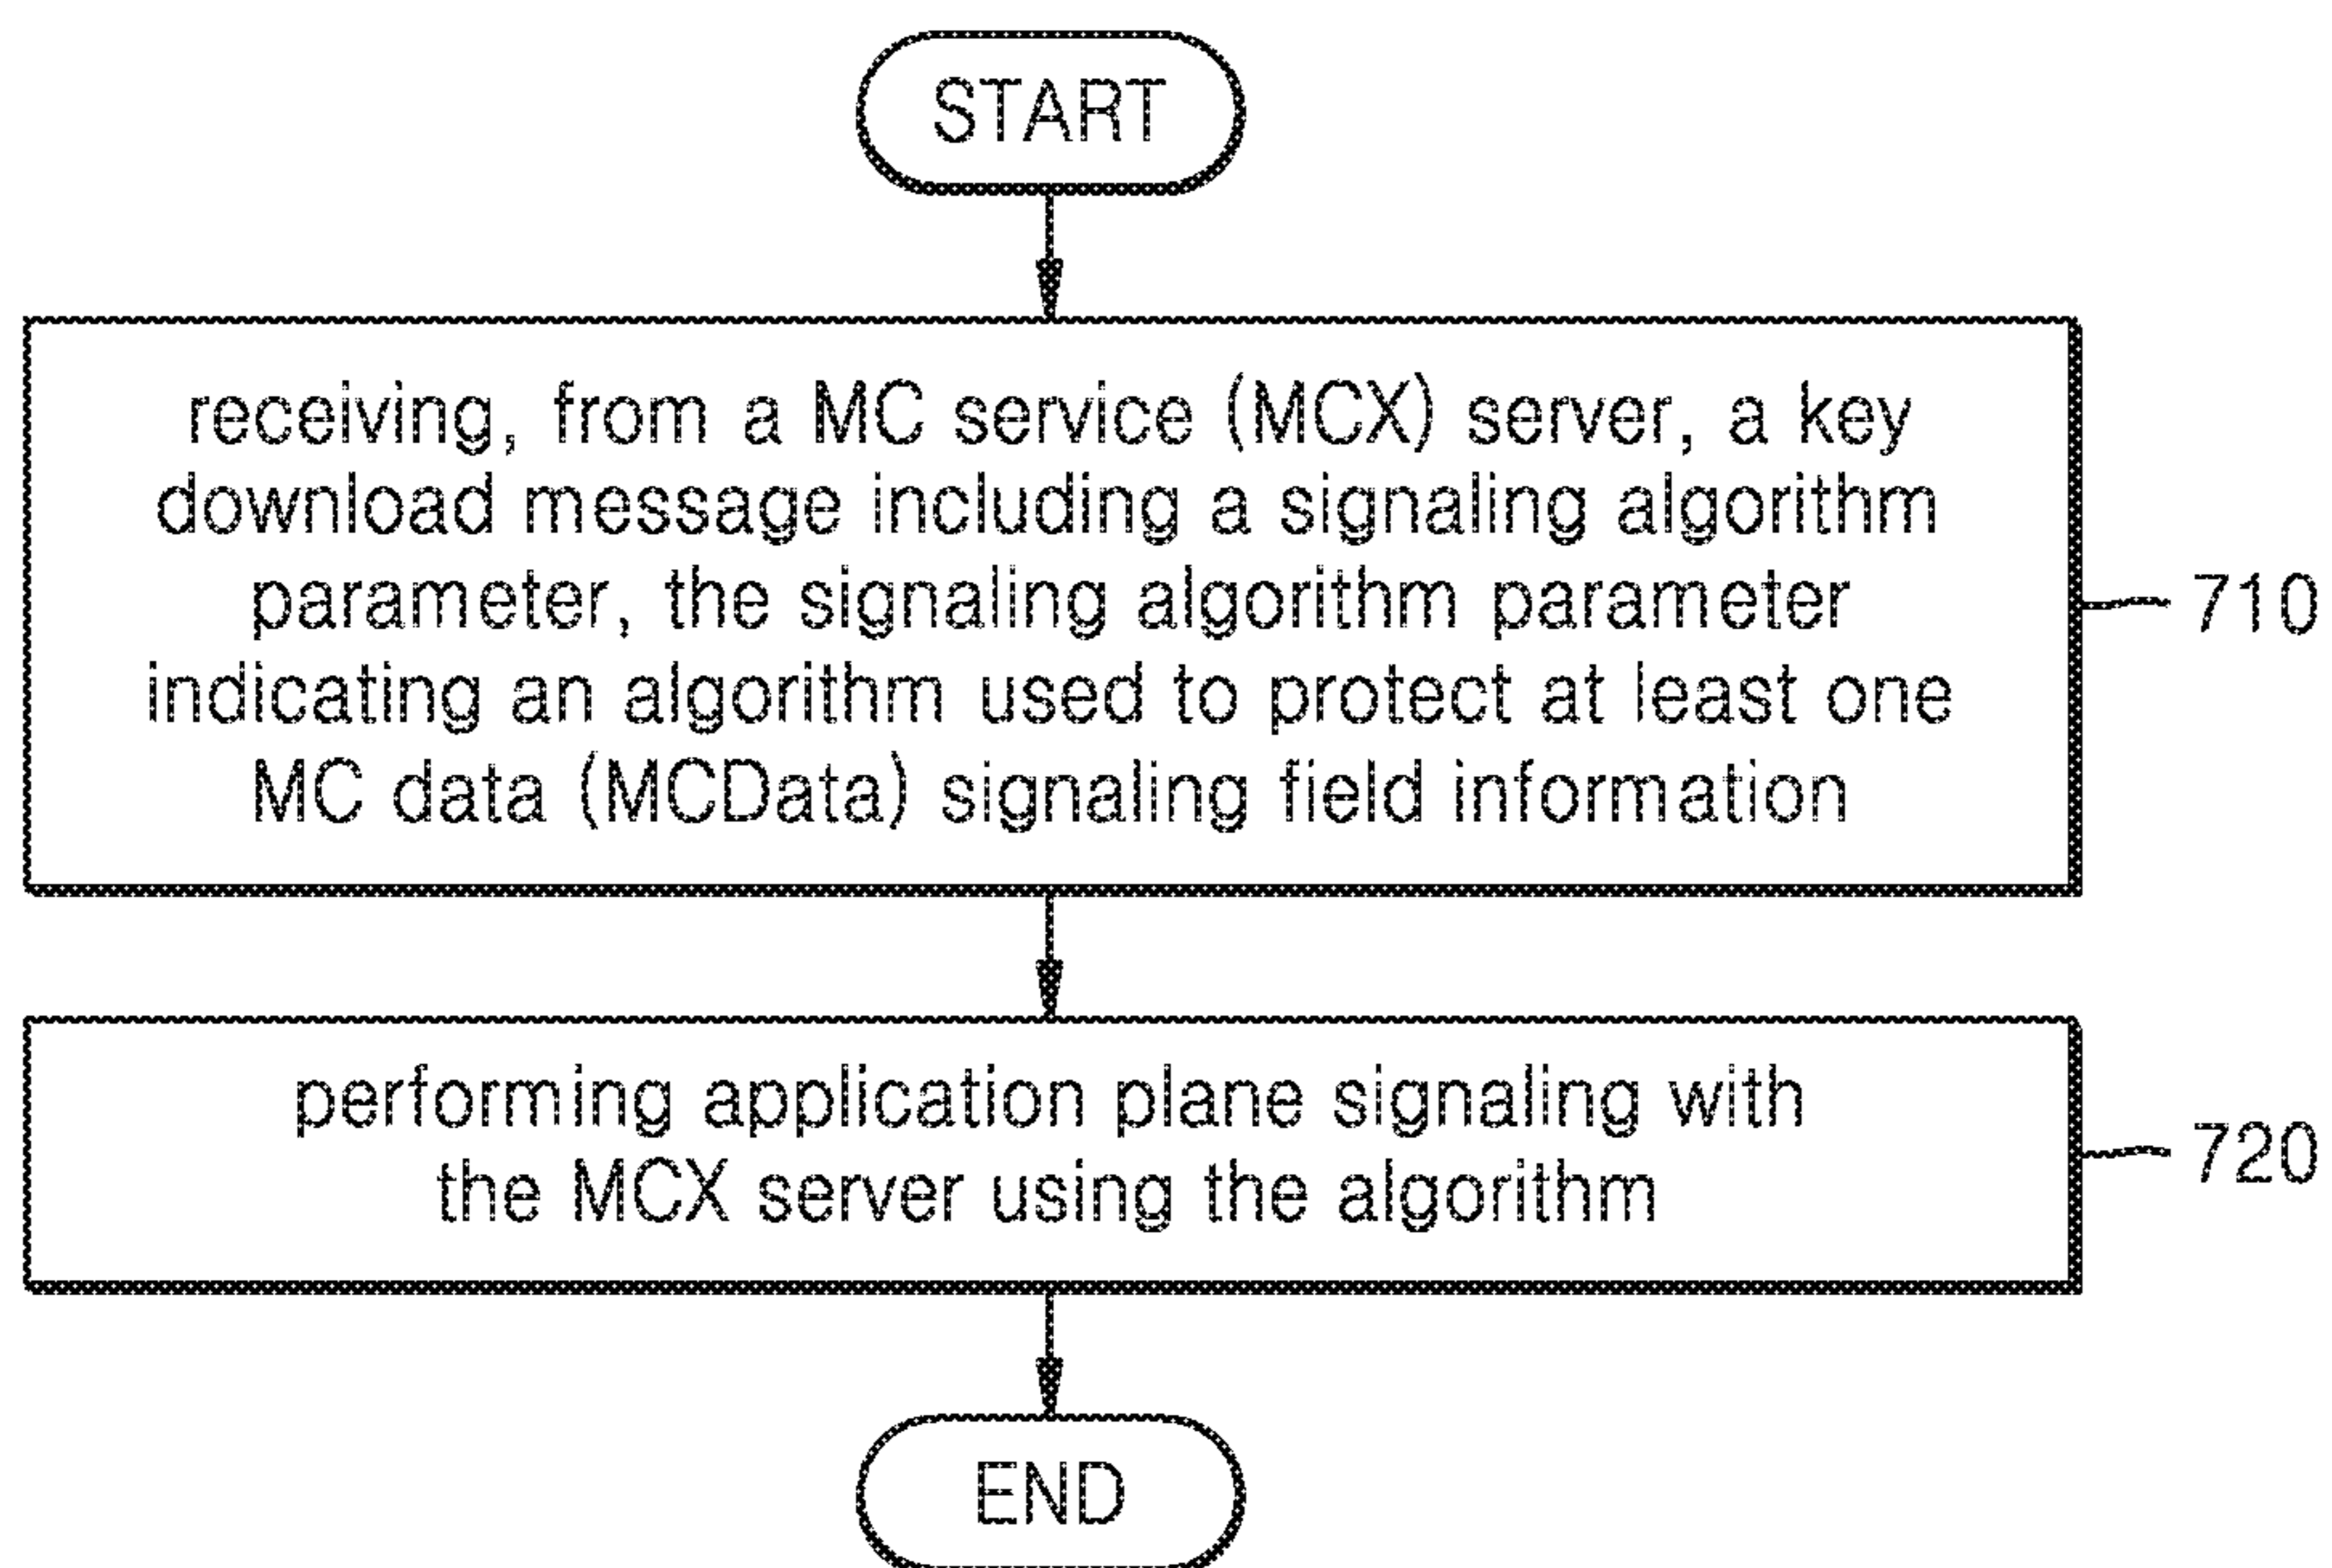 START
receiving, from a MC service (MCX) server, a key
download message including a signaling algorithm
parameter, the signaling algorithm parameter
indicating an algorithm used to protect at least one
MC data (MCData) signaling field information
710
performing application plane signaling with
the MCX server using the algorithm
720
END